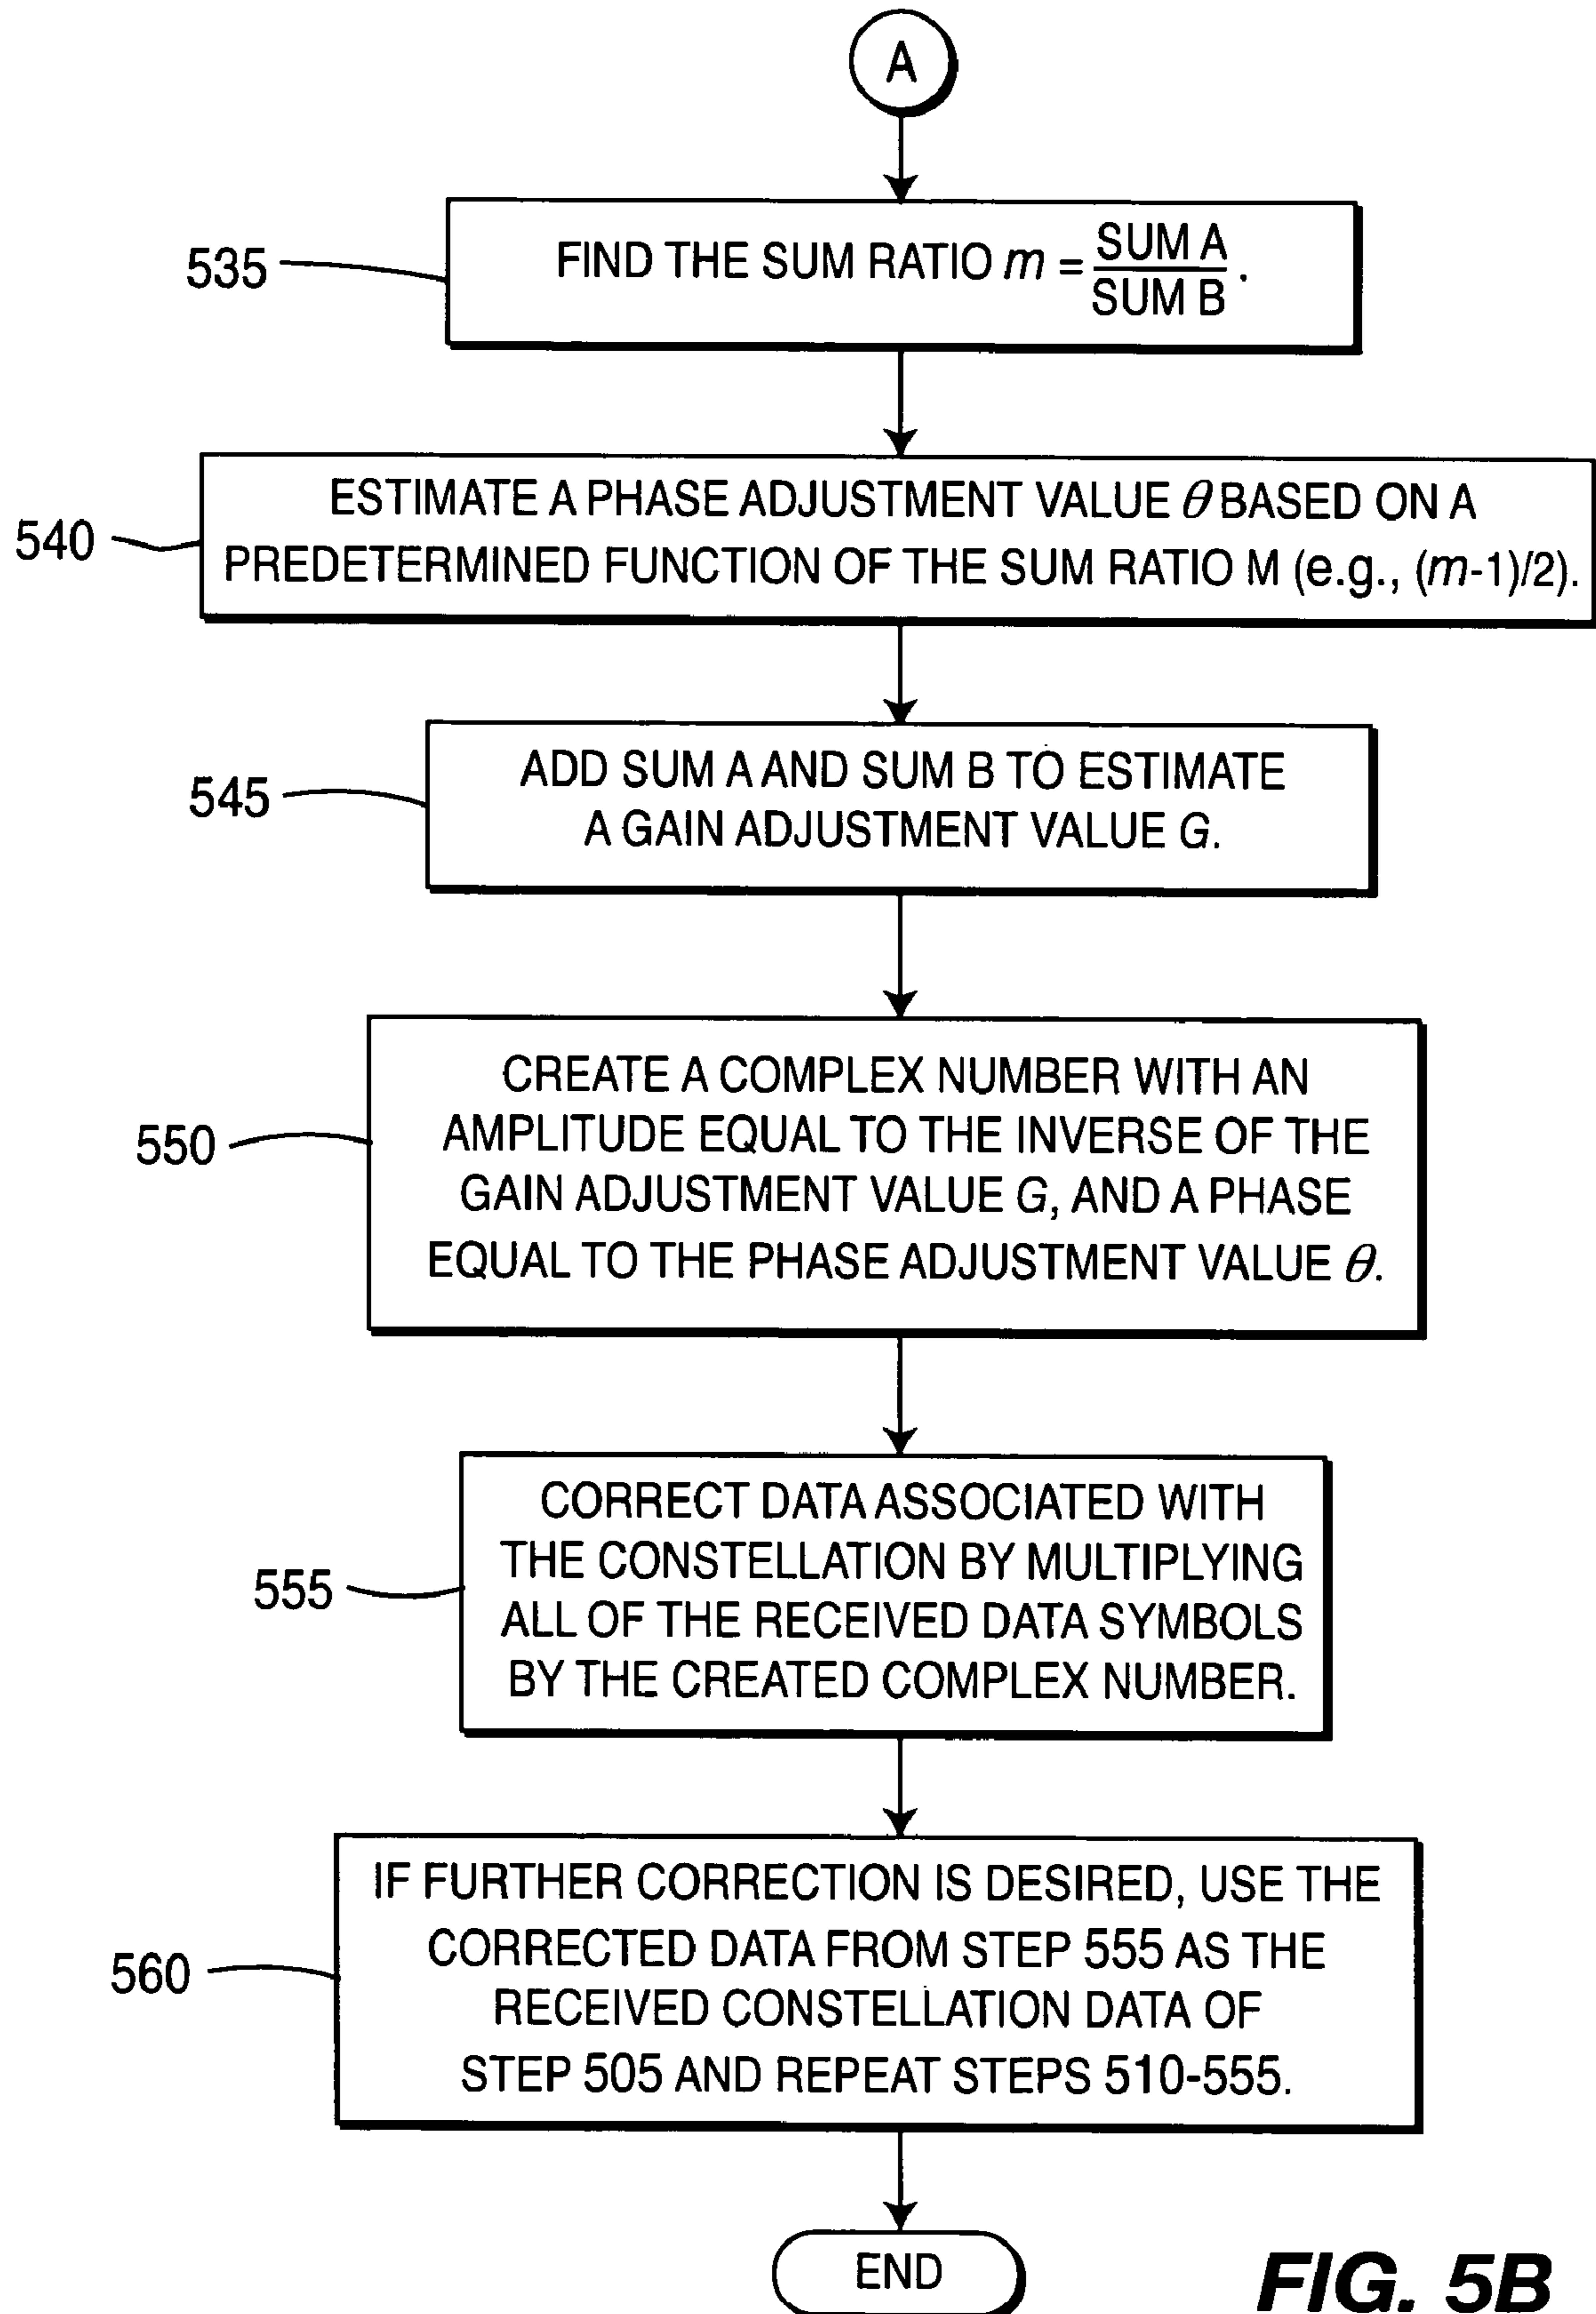 A
535
FIND THE SUM RATIO m = SUM A / SUM B .
540
ESTIMATE A PHASE ADJUSTMENT VALUE θ BASED ON A
PREDETERMINED FUNCTION OF THE SUM RATIO M (e.g., (m-1)/2).
545
ADD SUM A AND SUM B TO ESTIMATE
A GAIN ADJUSTMENT VALUE G.
550
CREATE A COMPLEX NUMBER WITH AN
AMPLITUDE EQUAL TO THE INVERSE OF THE
GAIN ADJUSTMENT VALUE G, AND A PHASE
EQUAL TO THE PHASE ADJUSTMENT VALUE θ.
555
CORRECT DATA ASSOCIATED WITH
THE CONSTELLATION BY MULTIPLYING
ALL OF THE RECEIVED DATA SYMBOLS
BY THE CREATED COMPLEX NUMBER.
560
IF FURTHER CORRECTION IS DESIRED, USE THE
CORRECTED DATA FROM STEP 555 AS THE
RECEIVED CONSTELLATION DATA OF
STEP 505 AND REPEAT STEPS 510-555.
END
FIG. 5B